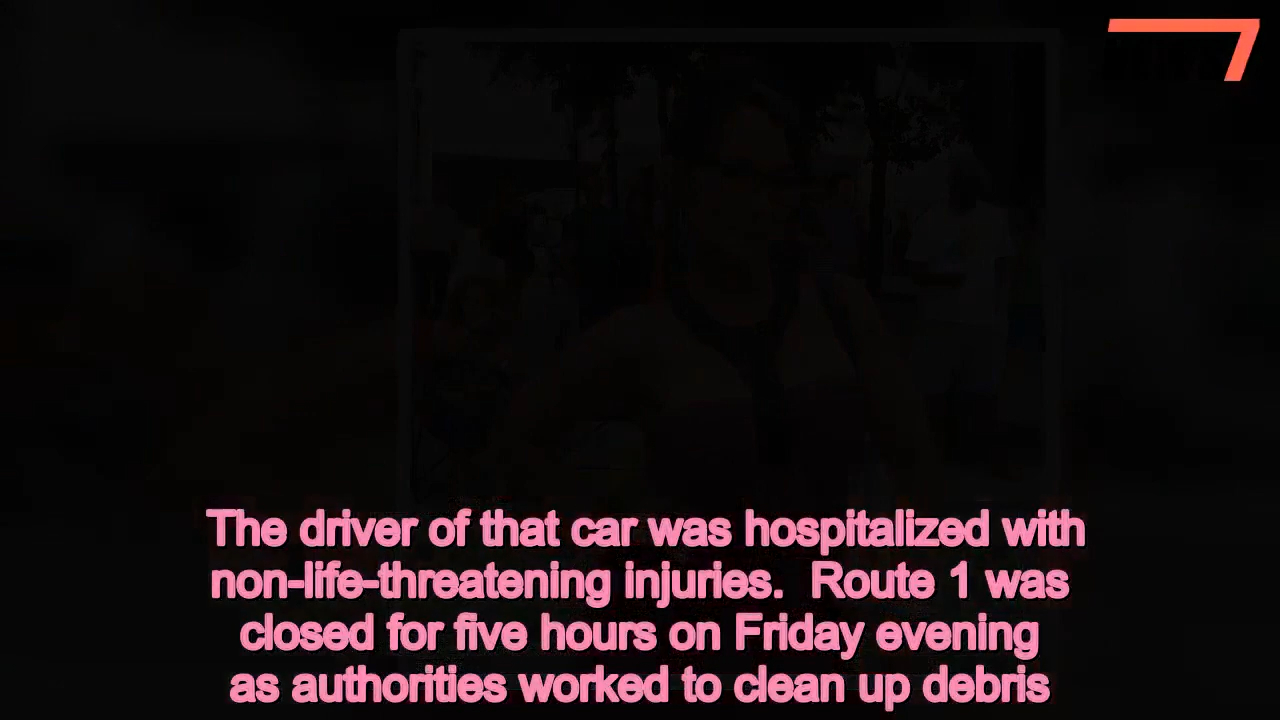 The driver of that car was hospitalized with
non-life-threatening injuries.  Route 1 was
closed for five hours on Friday evening
as authorities worked to clean up debris